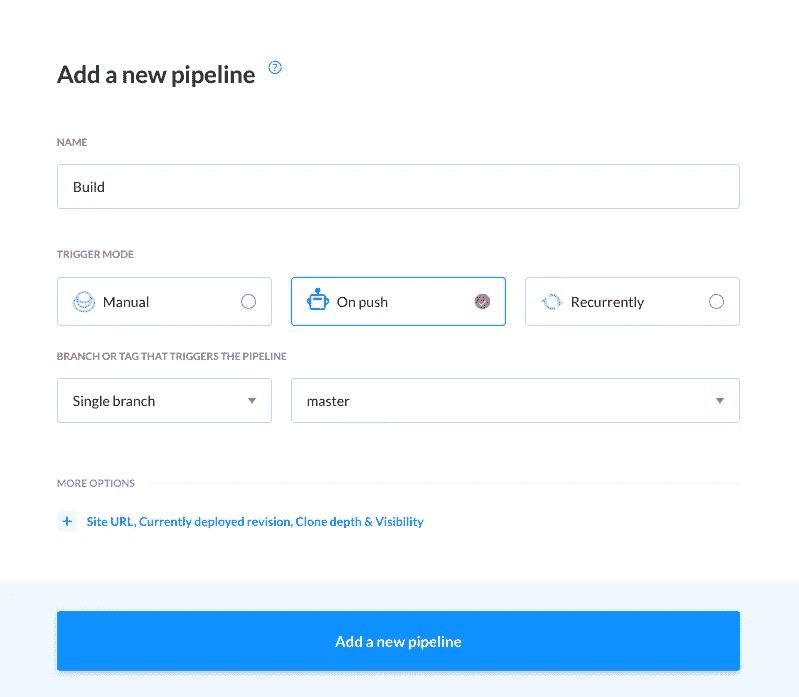 Add a new pipeline ?
NAME
Build
TRIGGER MODE
Manual On push Recurrently
BRANCH OR TAG THAT TRIGGERS THE PIPELINE
Single branch master
MORE OPTIONS
+ Site URL, Currently deployed revision, Clone depth & Visibility
Add a new pipeline